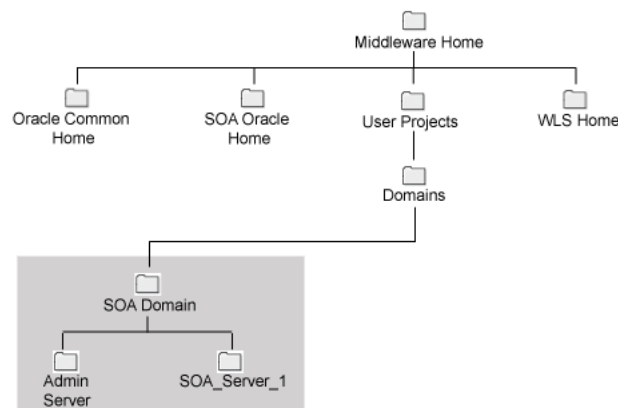 Middleware Home
Oracle Common
Home
SOA Oracle
Home
User Projects
WLS Home
Domains
SOA Domain
Admin
Server
SOA_Server_1